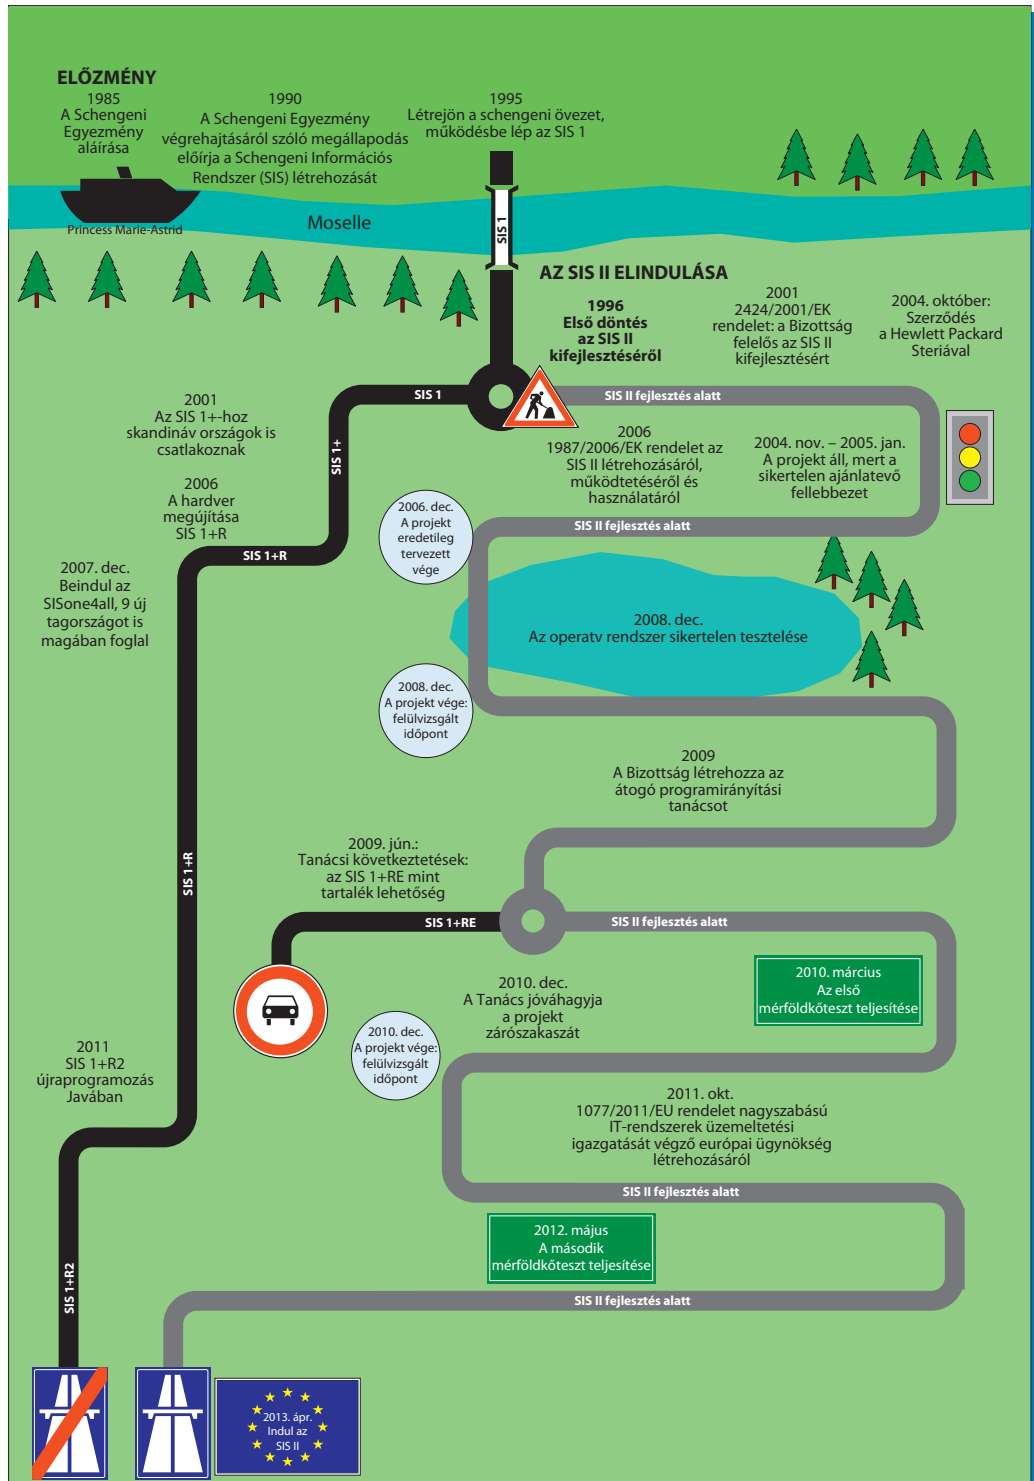 ELŐZMÉNY
1985
A Schengeni
Egyezmény
aláírása
1990
A Schengeni Egyezmény
végrehajtásáról szóló megállapodás
előírja a Schengeni Információs
Rendszer (SIS) létrehozását
1995
Létrejön a schengeni övezet,
működésbe lép az SIS 1
Princess Marie-Astrid
Moselle
SIS 1
AZ SIS II ELINDULÁSA
1996
Első döntés
az SIS II
kifejlesztéséről
2001
2424/2001/EK
rendelet: a Bizottság
felelős az SIS II
kifejlesztésért
2004. október:
Szerződés
a Hewlett Packard
Steriával
SIS 1
SIS II fejlesztés alatt
2001
Az SIS 1+-hoz
skandináv országok is
csatlakoznak
SIS 1+
2006
1987/2006/EK rendelet az
SIS II létrehozásáról,
működtetéséről és
használatáról
2004. nov. – 2005. jan.
A projekt áll, mert a
sikertelen ajánlatevő
fellebbezet
2006
A hardver
megújítása
SIS 1+R
2006. dec.
A projekt
eredetileg
tervezett
vége
SIS II fejlesztés alatt
SIS 1+R
2007. dec.
Beindul az
SISone4all, 9 új
tagországot is
magában foglal
2008. dec.
Az operatv rendszer sikertelen tesztelése
2008. dec.
A projekt vége:
felülvizsgált
időpont
2009
A Bizottság létrehozza az
átogó programirányítási
tanácsot
2009. jún.:
Tanácsi következtetések:
az SIS 1+RE mint
tartalék lehetőség
SIS 1+R
SIS 1+RE
SIS II fejlesztés alatt
2010. március
Az első
mérföldkőteszt teljesítése
2010. dec.
A Tanács jóváhagyja
a projekt
zárószakaszát
2010. dec.
A projekt vége:
felülvizsgált
időpont
2011
SIS 1+R2
újraprogramozás
Javában
2011. okt.
1077/2011/EU rendelet nagyszabású
IT-rendszerek üzemeltetési
igazgatását végző európai ügynökség
létrehozásáról
SIS II fejlesztés alatt
2012. május
A második
mérföldkőteszt teljesítése
SIS 1+R2
SIS II fejlesztés alatt
2013. ápr.
Indul az
SIS II